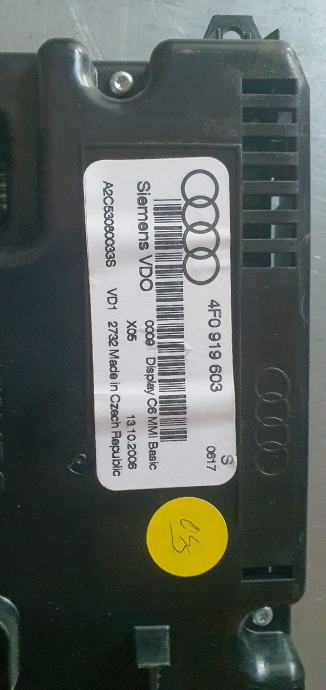 4F0 919 603
S
0617
Siemens VDO
0009 Display C6 MMI Basic
X05 13.10.2006
A2C53080033S VD1 2732 Made in Czech Republic